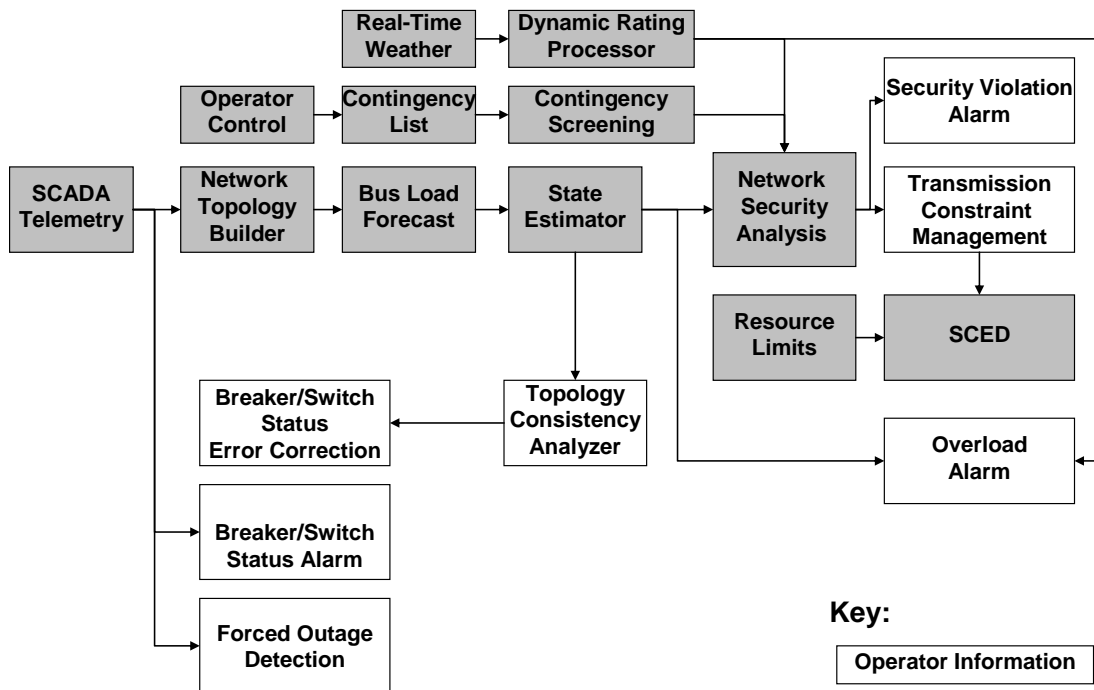 Real-Time
Weather
Dynamic Rating
Processor
Operator
Control
Contingency
List
Contingency
Screening
Security Violation
Alarm
SCADA
Telemetry
Network
Topology
Builder
Bus Load
Forecast
State
Estimator
Network
Security
Analysis
Transmission
Constraint
Management
Resource
Limits
SCED
Breaker/Switch
Status
Error Correction
Topology
Consistency
Analyzer
Overload
Alarm
Breaker/Switch
Status Alarm
Forced Outage
Detection
Key:
Operator Information